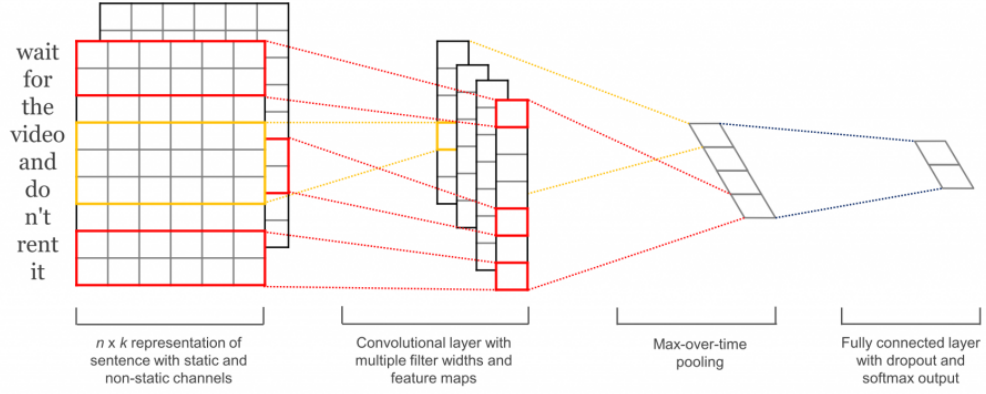 wait
for
the
video
and
do
n't
rent
it
n x k representation of
sentence with static and
non-static channels
Convolutional layer with
multiple filter widths and
feature maps
Max-over-time
pooling
Fully connected layer
with dropout and
softmax output